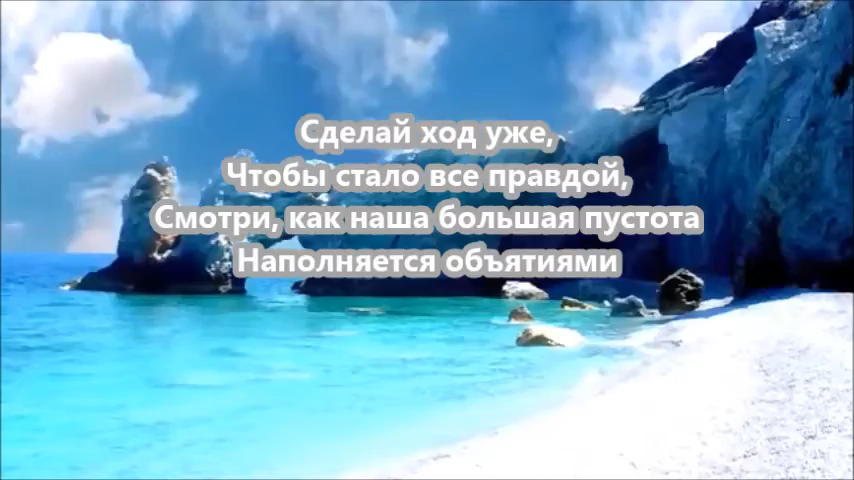 Сделай ход уже,
Чтобы стало все правдой,
Смотри, как наша большая пустота
Наполняется объятиями